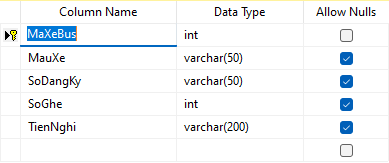 Column Name Data Type Allow Nulls
MaXeBus int
MauXe varchar(50)
SoDangKy varchar(50)
SoGhe int
TienNghi varchar(200)